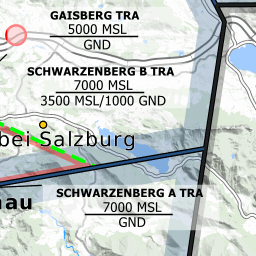 GAISBERG TRA
5000 MSL
GND
SCHWARZENBERG B TRA
7000 MSL
3500 MSL/1000 GND
bei Salzburg
SCHWARZENBERG A TRA
nau
7000 MSL
GND